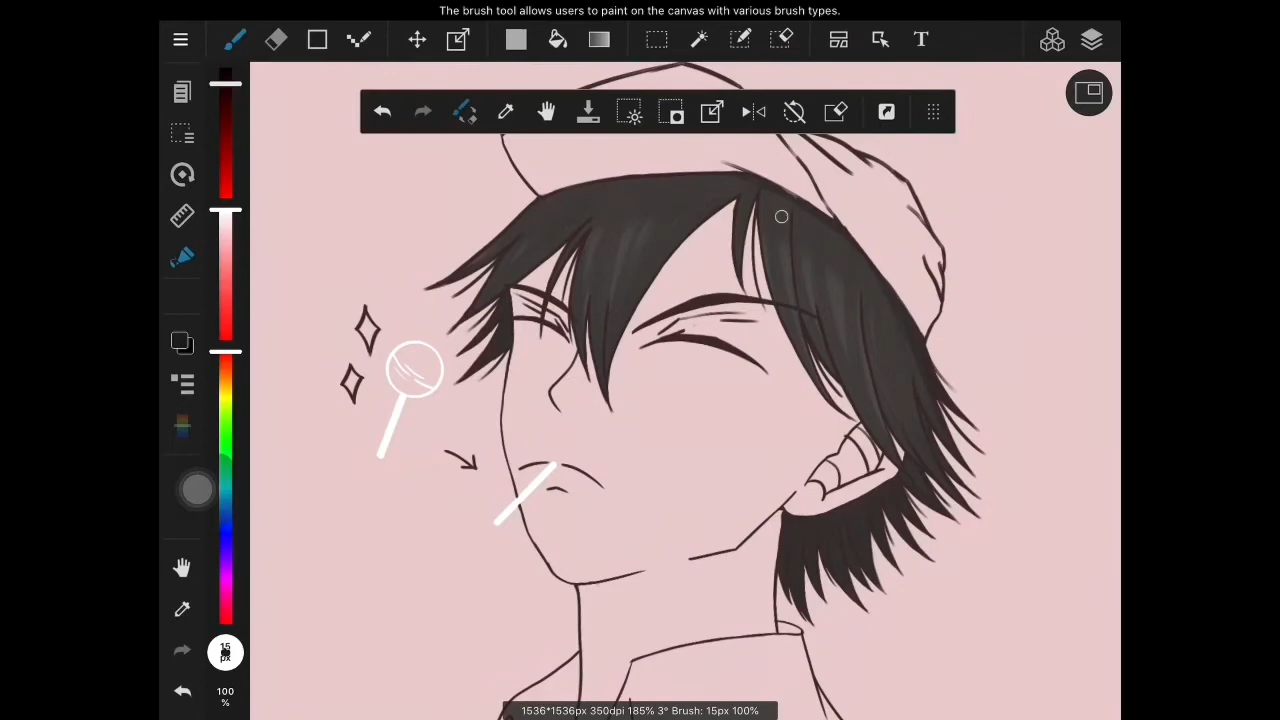 The brush tool allows users to paint on the canvas with various brush types.
T
15
px
100
%
1536*1536px 350dpi 185% 3° Brush: 15px 100%